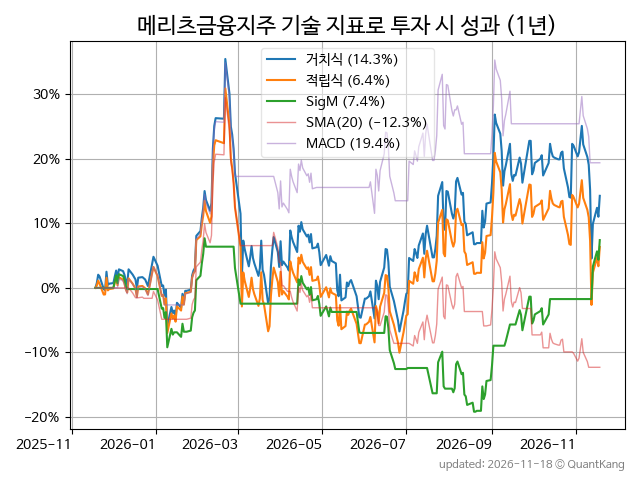 메리츠금융지주 기술 지표로 투자 시 성과 (1년)
거치식 (14.3%)
적립식 (6.4%)
SigM (7.4%)
SMA(20) (−12.3%)
MACD (19.4%)
30%
20%
10%
0%
−10%
−20%
2025-11
2026-01
2026-03
2026-05
2026-07
2026-09
2026-11
updated: 2026-11-18 © QuantKang